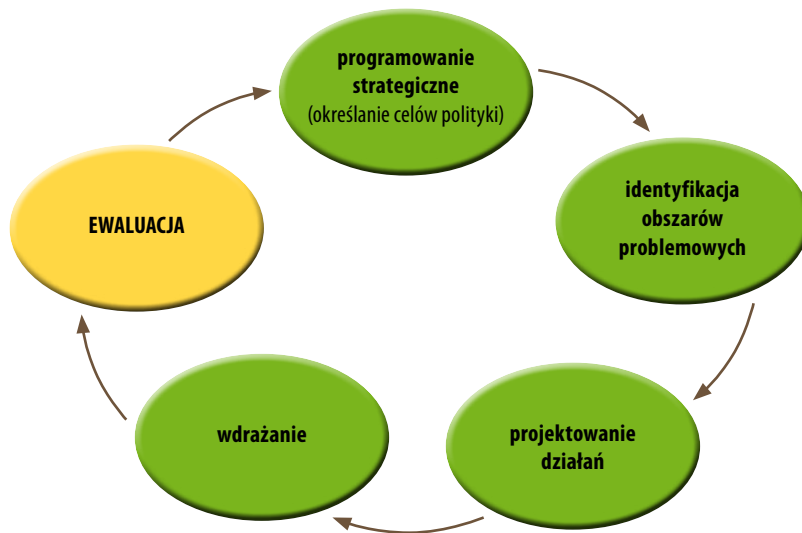 programowanie
strategiczne
(określanie celów polityki)
identyfikacja
obszarów
problemowych
projektowanie
działań
wdrażanie
EWALUACJA